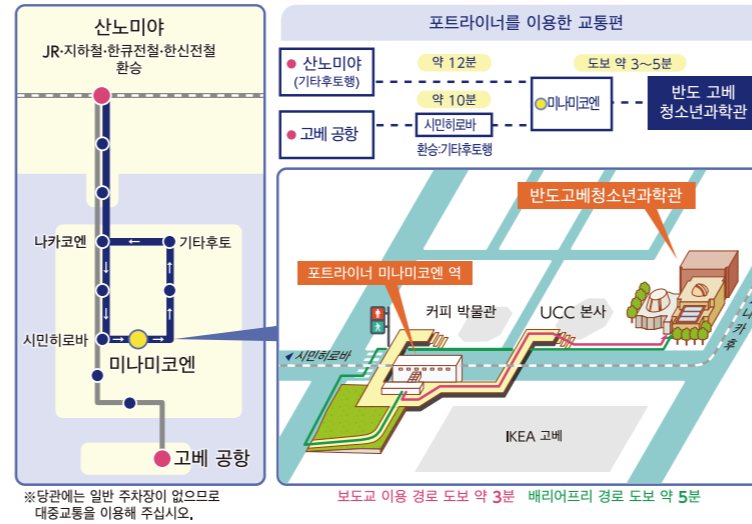 산노미야
JR·지하철·한큐전철·한신전철
환승
나카코엔
기타후토
시민히로바
미나미코엔
고베 공항
※당관에는 일반 주차장이 없으므로
대중교통을 이용해 주십시오.
포트라이너를 이용한 교통편
산노미야
(기타후토행)
약 12분
도보 약 3~5분
고베 공항
약 10분
시민히로바
환승:기타후토행
미나미코엔
반도 고베
청소년과학관
반도고베청소년과학관
포트라이너 미나미코엔 역
커피 박물관
UCC 본사
시민히로바
IKEA 고베
보도교 이용 경로 도보 약 3분 배리어프리 경로 도보 약 5분